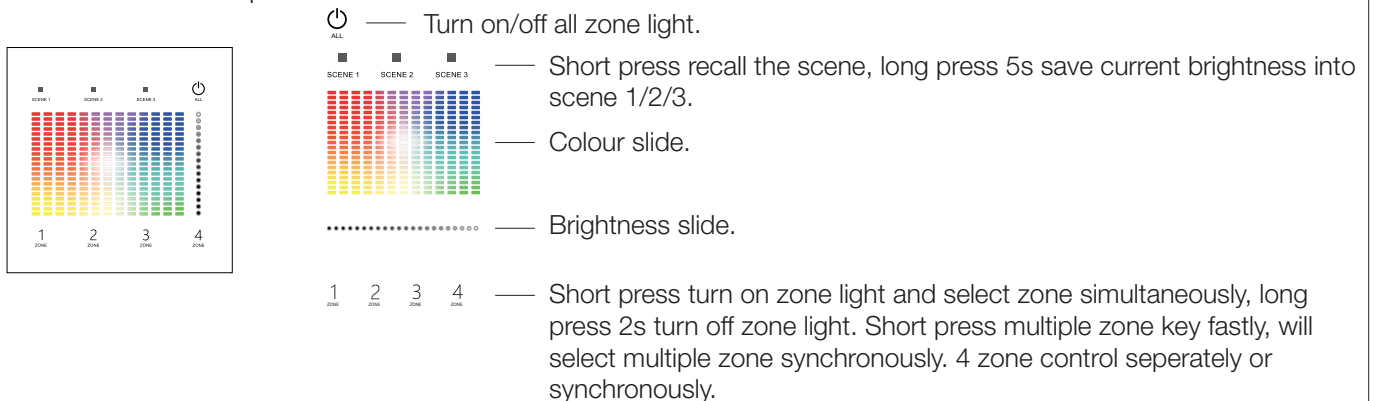 SCENE 1 SCENE 2 SCENE 3 ALL
1 2 3 4
ZONE ZONE ZONE ZONE
ALL
Turn on/off all zone light.
SCENE 1 SCENE 2 SCENE 3
Short press recall the scene, long press 5s save current brightness into
scene 1/2/3.
Colour slide.
Brightness slide.
1 2 3 4
ZONE ZONE ZONE ZONE
Short press turn on zone light and select zone simultaneously, long
press 2s turn off zone light. Short press multiple zone key fastly, will
select multiple zone synchronously. 4 zone control seperately or
synchronously.